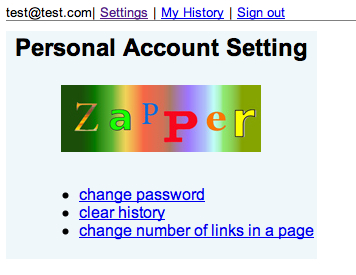 test@test.com| Settings | My History | Sign out
Personal Account Setting
ZaPPer
change password
clear history
change number of links in a page